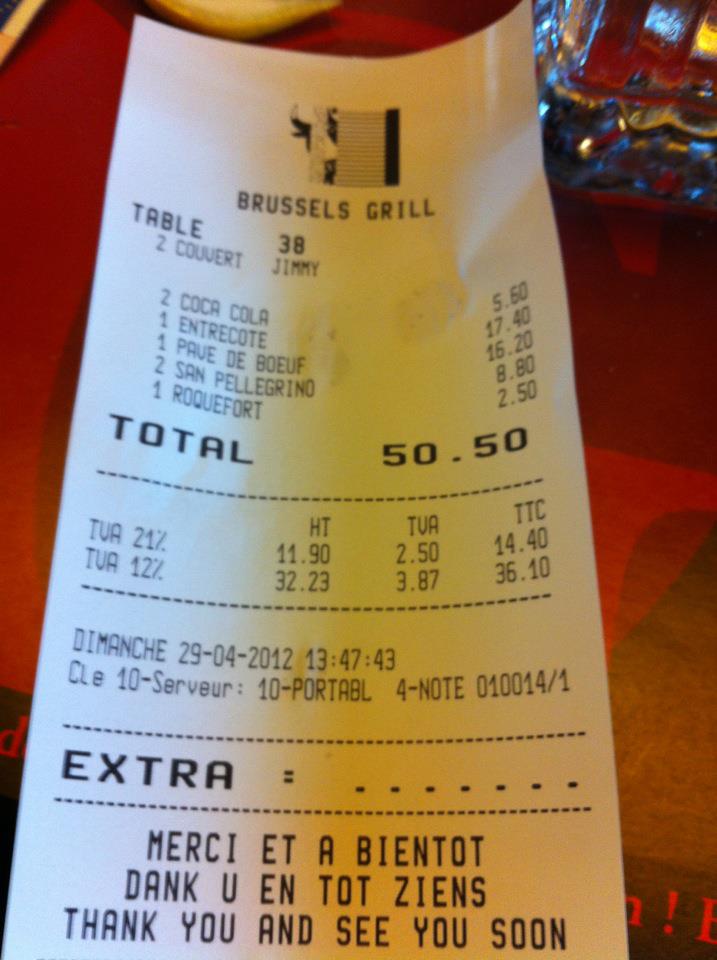 BRUSSELS GRILL
TABLE 38
2 COUVERT JIMMY
2 COCA COLA 5.60
1 ENTRECOTE 17.40
1 PAVE DE BOEUF 16.20
2 SAN PELLEGRINO 8.80
1 ROQUEFORT 2.50
TOTAL 50.50
HT TVA TTC
TVA 21% 11.90 2.50 14.40
TVA 12% 32.23 3.87 36.10
DIMANCHE 29-04-2012 13:47:43
Cle 10-Serveur: 10-PORTABL 4-NOTE 010014/1
EXTRA = . . . . . . .
MERCI ET A BIENTOT
DANK U EN TOT ZIENS
THANK YOU AND SEE YOU SOON